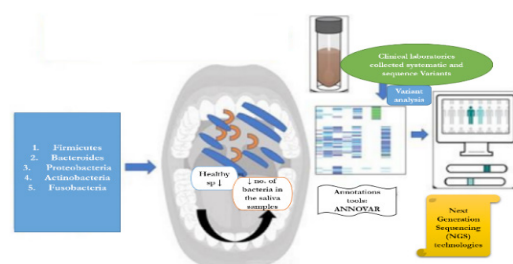 1. Firmicutes
2. Bacteroides
3. Proteobacteria
4. Actinobacteria
5. Fusobacteria
Healthy
sp ↓
↓ no. of
bacteria in
the saliva
samples
Clinical laboratories
collected systematic and
sequence Variants
Variant
analysis
Annotations
tools:
ANNOVAR
Next
Generation
Sequencing
(NGS)
technologies